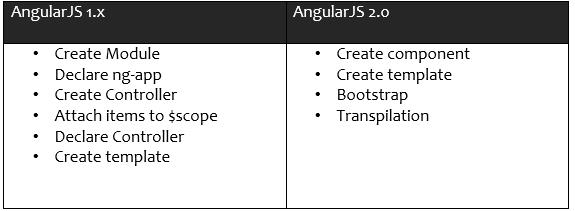 AngularJS 1.x
AngularJS 2.0
• Create Module
• Declare ng-app
• Create Controller
• Attach items to $scope
• Declare Controller
• Create template
• Create component
• Create template
• Bootstrap
• Transpilation